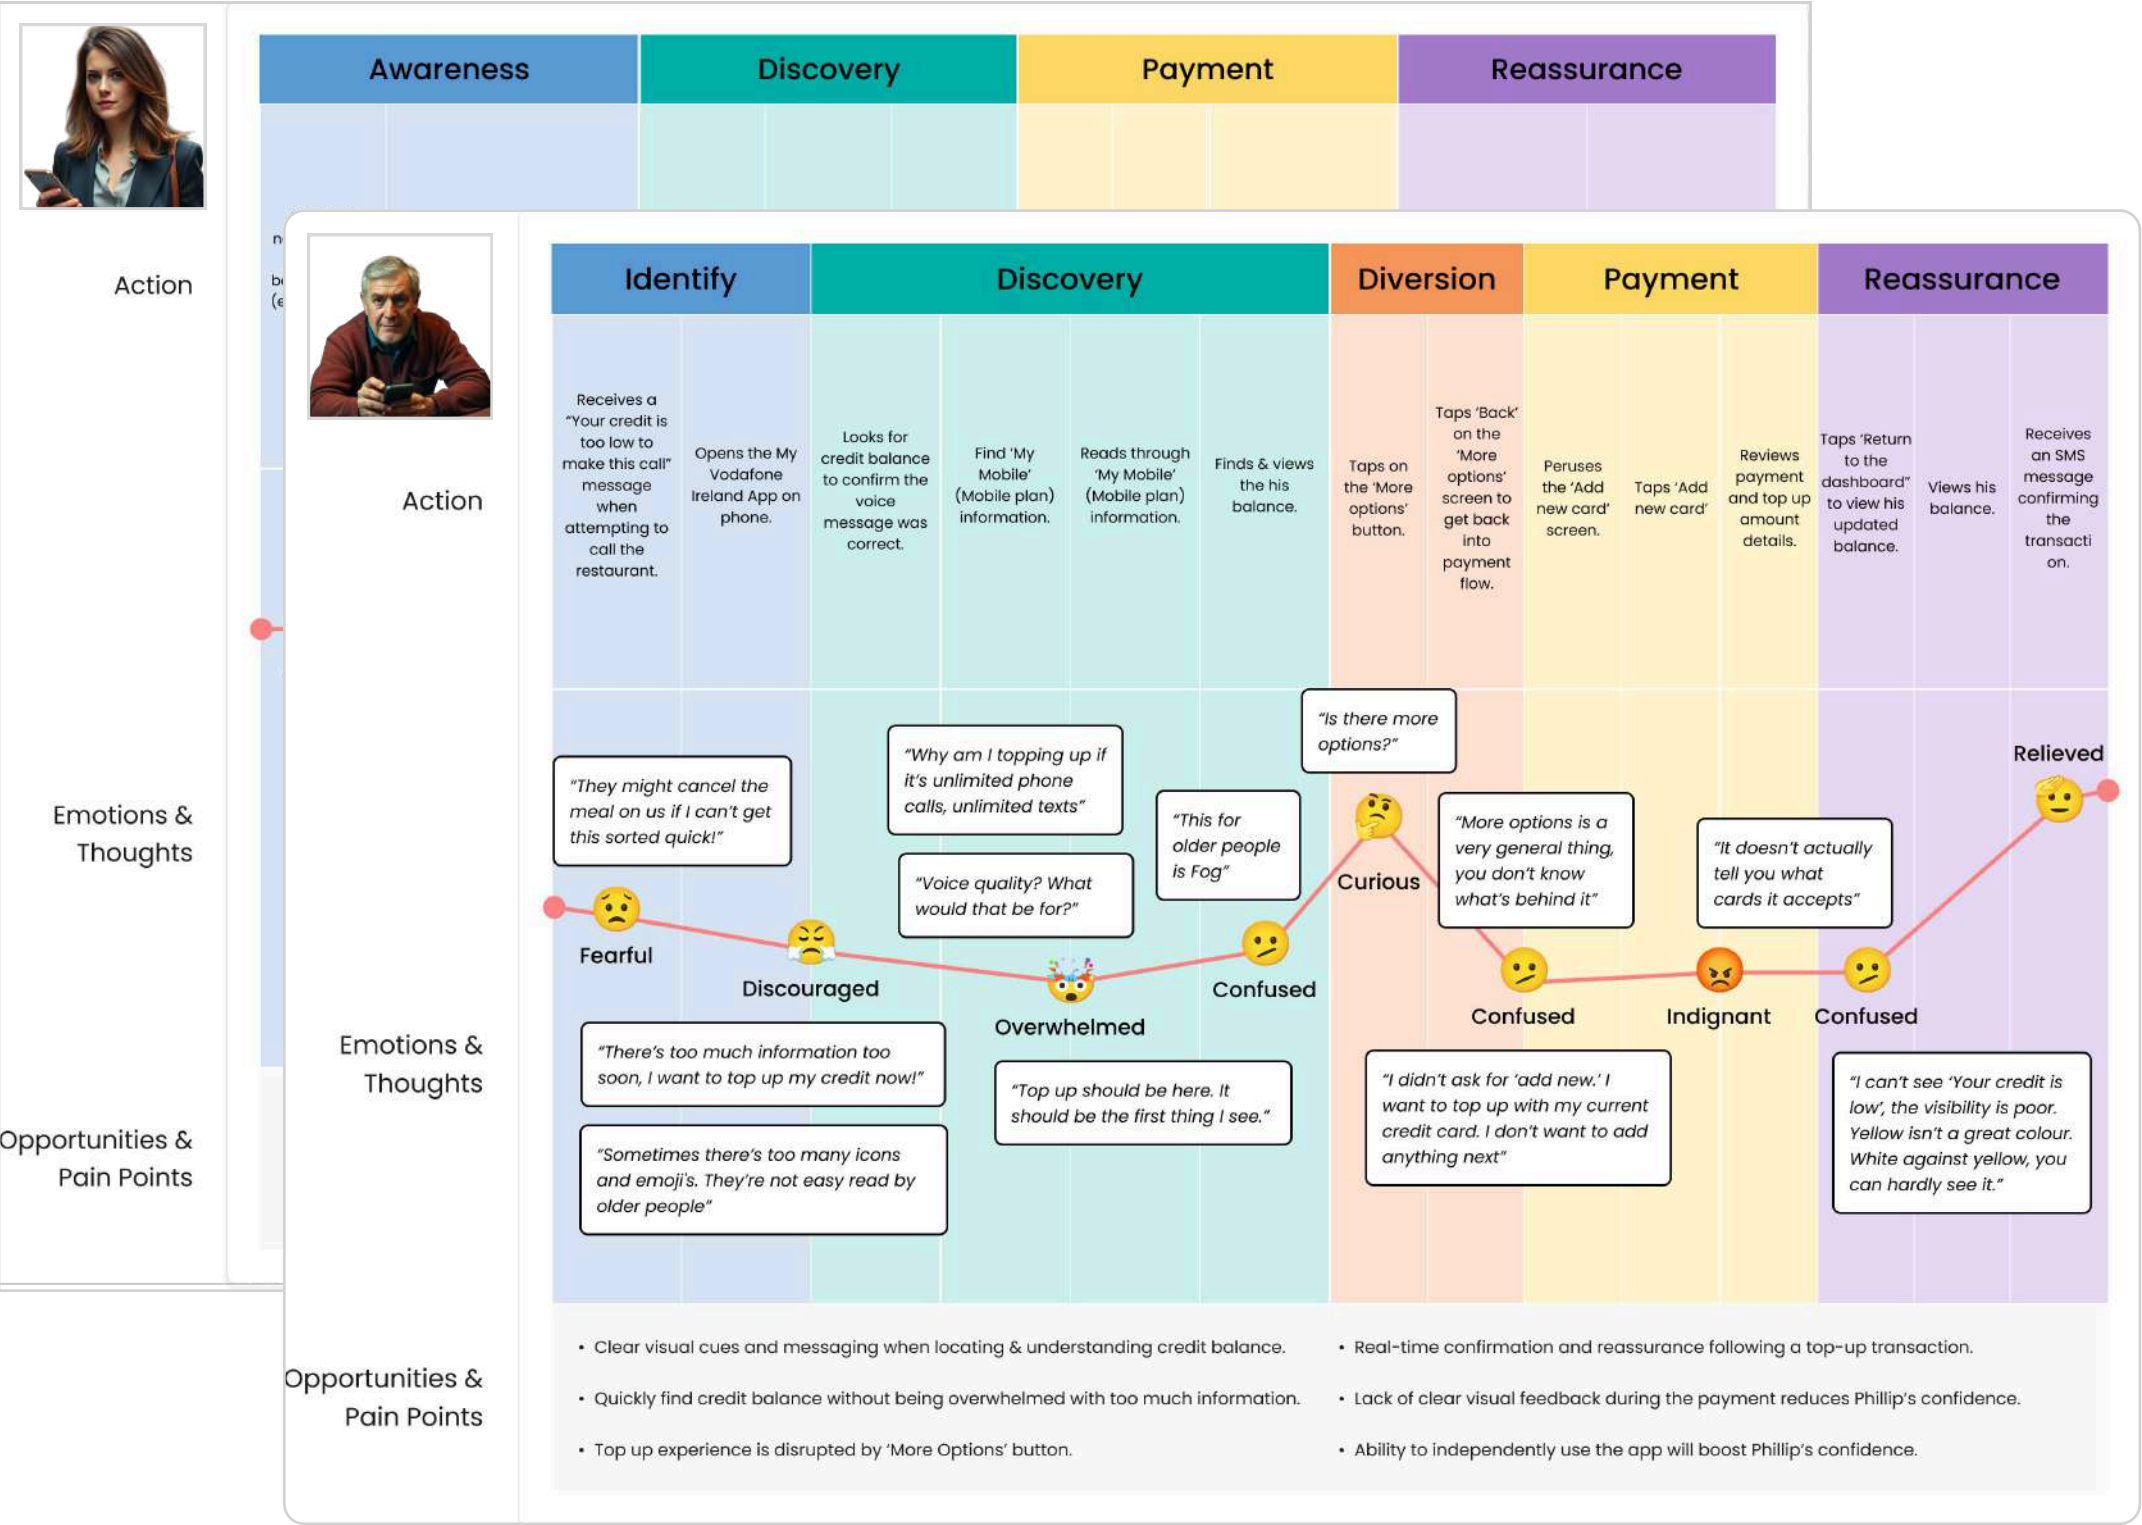 Awareness
Discovery
Payment
Reassurance
Action
Emotions &
Thoughts
Opportunities &
Pain Points
Identify
Discovery
Diversion
Payment
Reassurance
Action
Receives a
“Your credit is
too low to
make this call”
message
when
attempting to
call the
restaurant.
Opens the My
Vodafone
Ireland App on
phone.
Looks for
credit balance
to confirm the
voice
message was
correct.
Find ‘My
Mobile’
(Mobile plan)
information.
Reads through
‘My Mobile’
(Mobile plan)
information.
Finds & views
the his
balance.
Taps on
the ‘More
options’
button.
Taps ‘Back’
on the
‘More
options’
screen to
get back
into
payment
flow.
Peruses
the ‘Add
new card’
screen.
Taps ‘Add
new card’
Reviews
payment
and top up
amount
details.
Taps ‘Return
to the
dashboard”
to view his
updated
balance.
Views his
balance.
Receives
an SMS
message
confirming
the
transacti
on.
Emotions &
Thoughts
“They might cancel the
meal on us if I can’t get
this sorted quick!”
Fearful
Discouraged
“There’s too much information too
soon, I want to top up my credit now!”
“Sometimes there’s too many icons
and emoji's. They’re not easy read by
older people”
“Why am I topping up if
it’s unlimited phone
calls, unlimited texts”
“Voice quality? What
would that be for?”
Overwhelmed
“Top up should be here. It
should be the first thing I see.”
“This for
older people
is Fog”
Confused
“Is there more
options?”
Curious
“More options is a
very general thing,
you don’t know
what’s behind it”
Confused
“I didn’t ask for ‘add new.’ I
want to top up with my current
credit card. I don’t want to add
anything next”
“It doesn’t actually
tell you what
cards it accepts”
Indignant
Confused
“I can’t see ‘Your credit is
low’, the visibility is poor.
Yellow isn’t a great colour.
White against yellow, you
can hardly see it.”
Relieved
Opportunities &
Pain Points
• Clear visual cues and messaging when locating & understanding credit balance.
• Quickly find credit balance without being overwhelmed with too much information.
• Top up experience is disrupted by ‘More Options’ button.
• Real-time confirmation and reassurance following a top-up transaction.
• Lack of clear visual feedback during the payment reduces Phillip’s confidence.
• Ability to independently use the app will boost Phillip’s confidence.